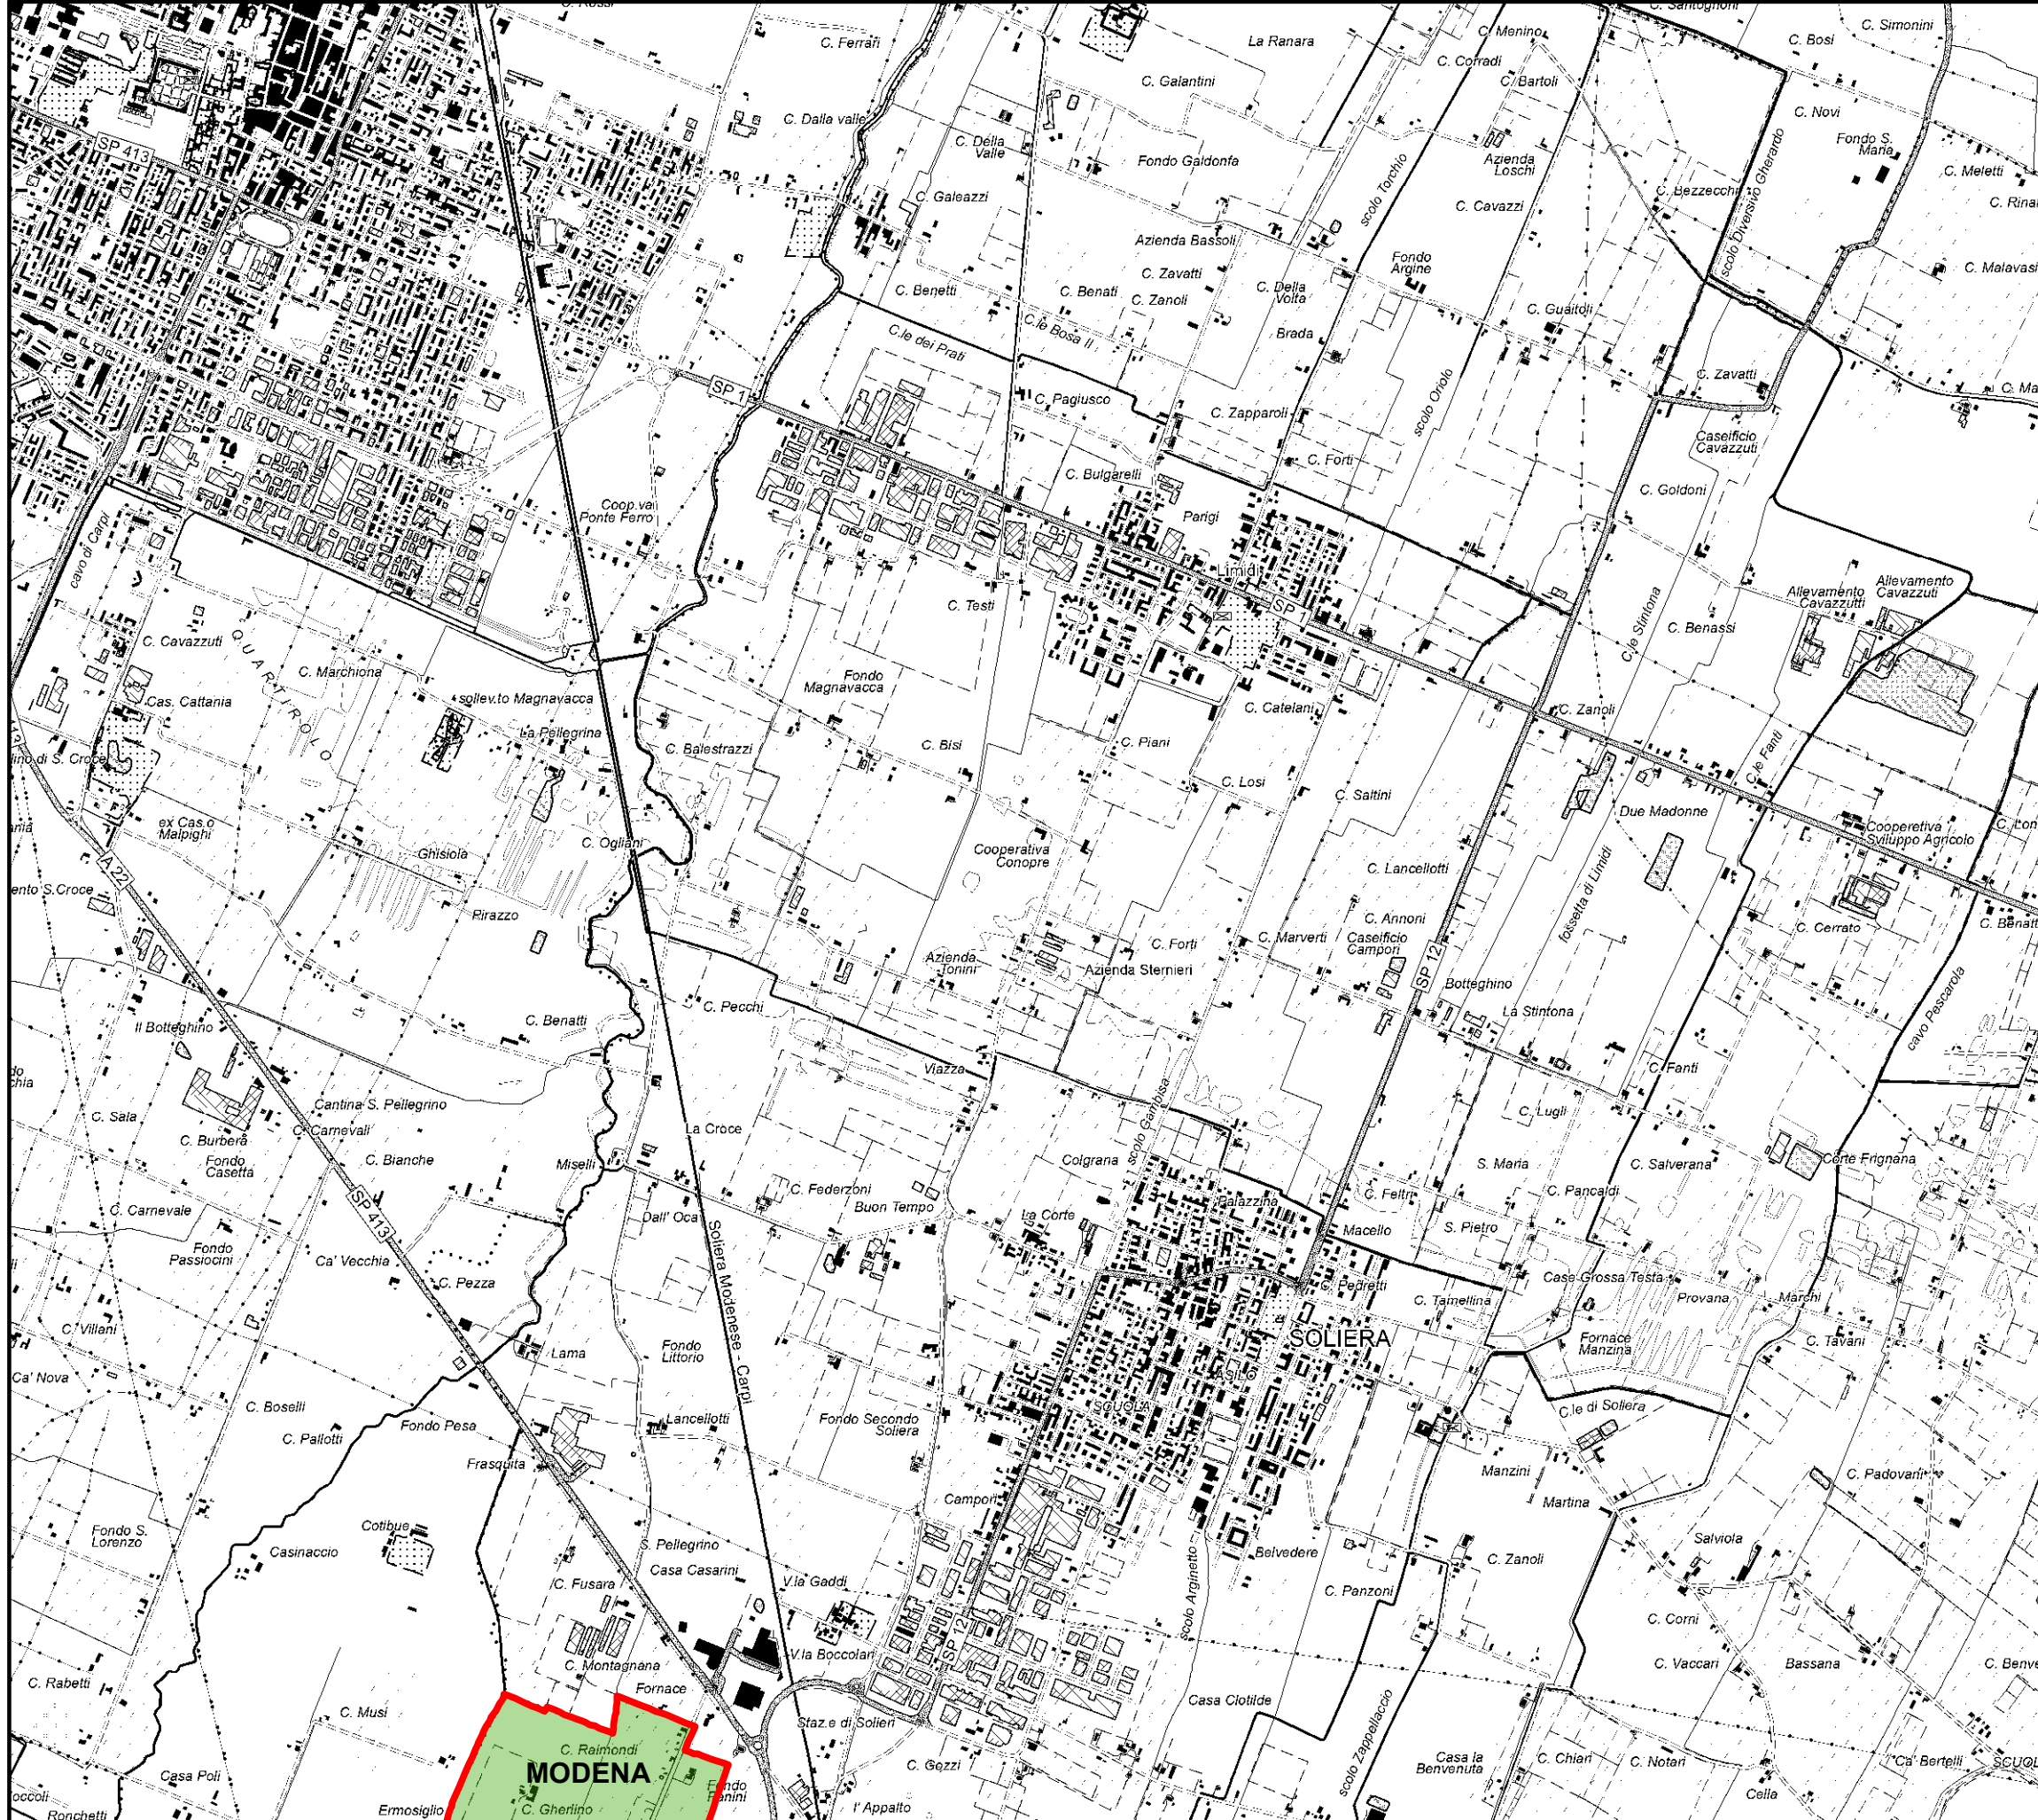 C. Ferrari
La Ranara
C. Menino
C. Corradi
C. Bosi
C. Simonini
C. Galantini
C. Bartoli
C. Novi
C. Dalla valle
C. Della
Valle
Fondo Galdonfa
SP 413
scolo Torchio
Azienda
Loschi
scolo Diversivo Gherardo
Fondo S.
Maria
C. Meletti
C. Bezzecchi
C. Galeazzi
C. Cavazzi
Azienda Bassoli
Fondo
Argine
C. Malavasi
C. Zavatti
C. Benetti
C. Benati
C. Zanoli
C. Della
Volta
C. Guaitoli
C.le Bosa II
Brada
C.le dei Prati
SP 1
C. Zavatti
C. Pagiusco
C. Zapparoli
scolo Oriolo
Caseificio
Cavazzuti
C. Forti
C. Bulgarelli
C. Goldoni
Coop.va
Ponte Ferro
Parigi
cavo di Carpi
Limidi
Allevamento
Cavazzuti
Allevamento
Cavazzutti
C. Testi
SP 1
C.le Stintona
C. Benassi
C. Cavazzuti
QUARTIROLO
C. Marchiona
Fondo
Magnavacca
Cas. Cattania
sollev.to Magnavacca
C. Catelani
C. Zanoli
La Pellegrina
C. Balestrazzi
C. Bisi
C. Piani
C.le Fanti
C. Losi
C. Saltini
Due Madonne
ex Cas.o
Malpighi
Cooperetiva
Sviluppo Agricolo
C. Ogliani
Ghisiola
Cooperativa
Conopre
A 22
C. Lancellotti
fossetta di Limidi
Pirazzo
C. Annoni
C. Cerrato
C. Marverti
Caseificio
Campori
C. Forti
Azienda
Tonini
Azienda Sternieri
SP 12
Botteghino
C. Pecchi
La Stintona
cavo Pescarola
Il Botteghino
C. Benatti
Viazza
C. Fanti
C. Sala
Cantina S. Pellegrino
C. Lugli
C. Burbera
C. Carnevali
La Croce
scolo Gambisa
Fondo
Casetta
C. Bianche
Miselli
Colgrana
S. Maria
C. Salverana
Corte Frignana
C. Federzoni
C. Feltri
C. Pancaldi
C. Carnevale
SP 413
Dall' Oca
Buon Tempo
La Corte
Palazzina
Macello
S. Pietro
Fondo
Passiocini
Ca' Vecchia
C. Pezza
Soliera Modenese - Carpi
C. Pedretti
Case Grossa Testa
C. Tamellina
Provana
Marchi
C. Villani
Lama
Fondo
Littorio
SOLIERA
Fornace
Manzina
C. Tavani
Ca' Nova
ASILO
C. Boselli
SCUOLA
C.le di Soliera
Fondo Pesa
Lancellotti
Fondo Secondo
Soliera
C. Pallotti
Frasquita
Manzini
C. Padovani
Campori
Martina
Fondo S.
Lorenzo
Cotibue
Casinaccio
S. Pellegrino
Belvedere
C. Zanoli
Salviola
Casa Casarini
C. Fusara
V.la Gaddi
scolo Arginetto
C. Panzoni
C. Corni
SP 12
C. Montagnana
V.la Boccolari
C. Vaccari
Bassana
C. Rabetti
Fornace
Casa Clotilde
C. Musi
Staz.e di Solieri
scolo Zappellaccio
C. Raimondi
MODENA
C. Gozzi
Casa la
Benvenuta
C. Chiari
C. Notari
Ca' Bertelli
Casa Poli
Fondo
Panini
Cella
Ronchetti
Ermosiglio
C. Gherlino
l' Appalto